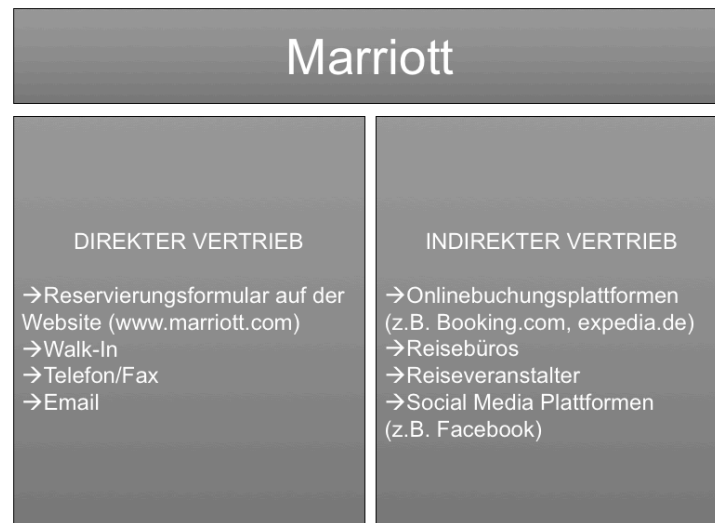 Marriott
DIREKTER VERTRIEB
→Reservierungsformular auf der
Website (www.marriott.com)
→Walk-In
→Telefon/Fax
→Email
INDIREKTER VERTRIEB
→Onlinebuchungsplattformen
(z.B. Booking.com, expedia.de)
→Reisebüros
→Reiseveranstalter
→Social Media Plattformen
(z.B. Facebook)